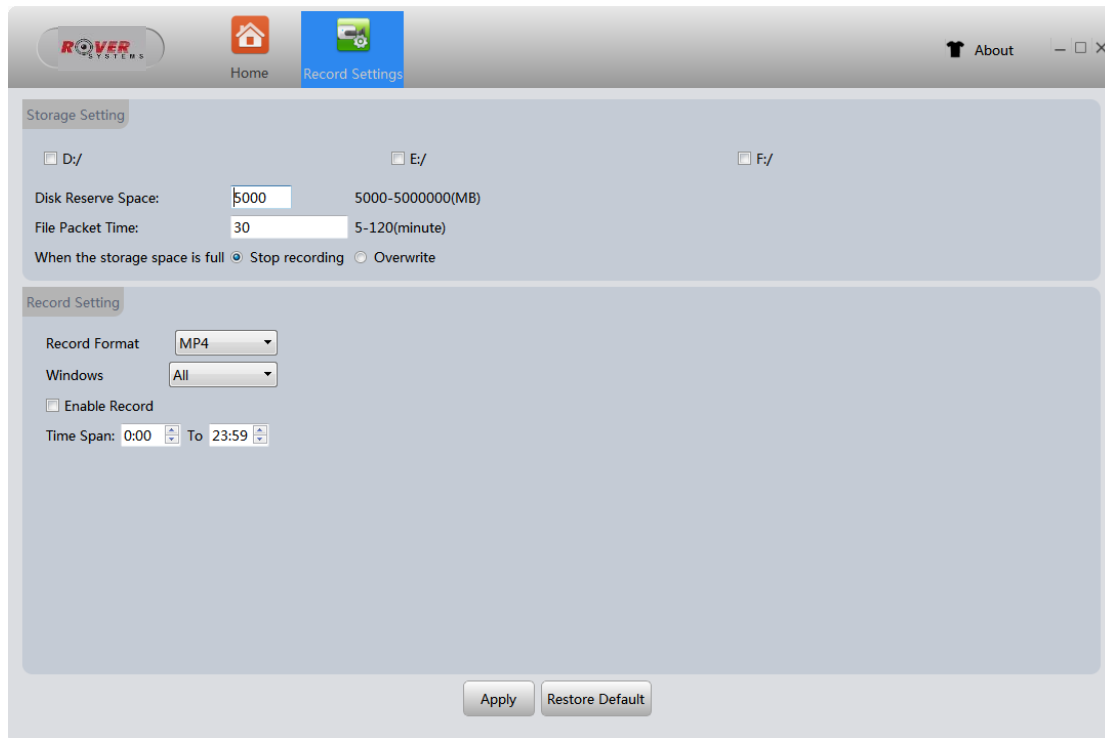 ROVER
SYSTEMS
Home
Record Settings
About
Storage Setting
D:/ E:/ F:/
Disk Reserve Space: 5000 5000-5000000(MB)
File Packet Time: 30 5-120(minute)
When the storage space is full Stop recording Overwrite
Record Setting
Record Format MP4
Windows All
Enable Record
Time Span: 0:00 To 23:59
Apply Restore Default